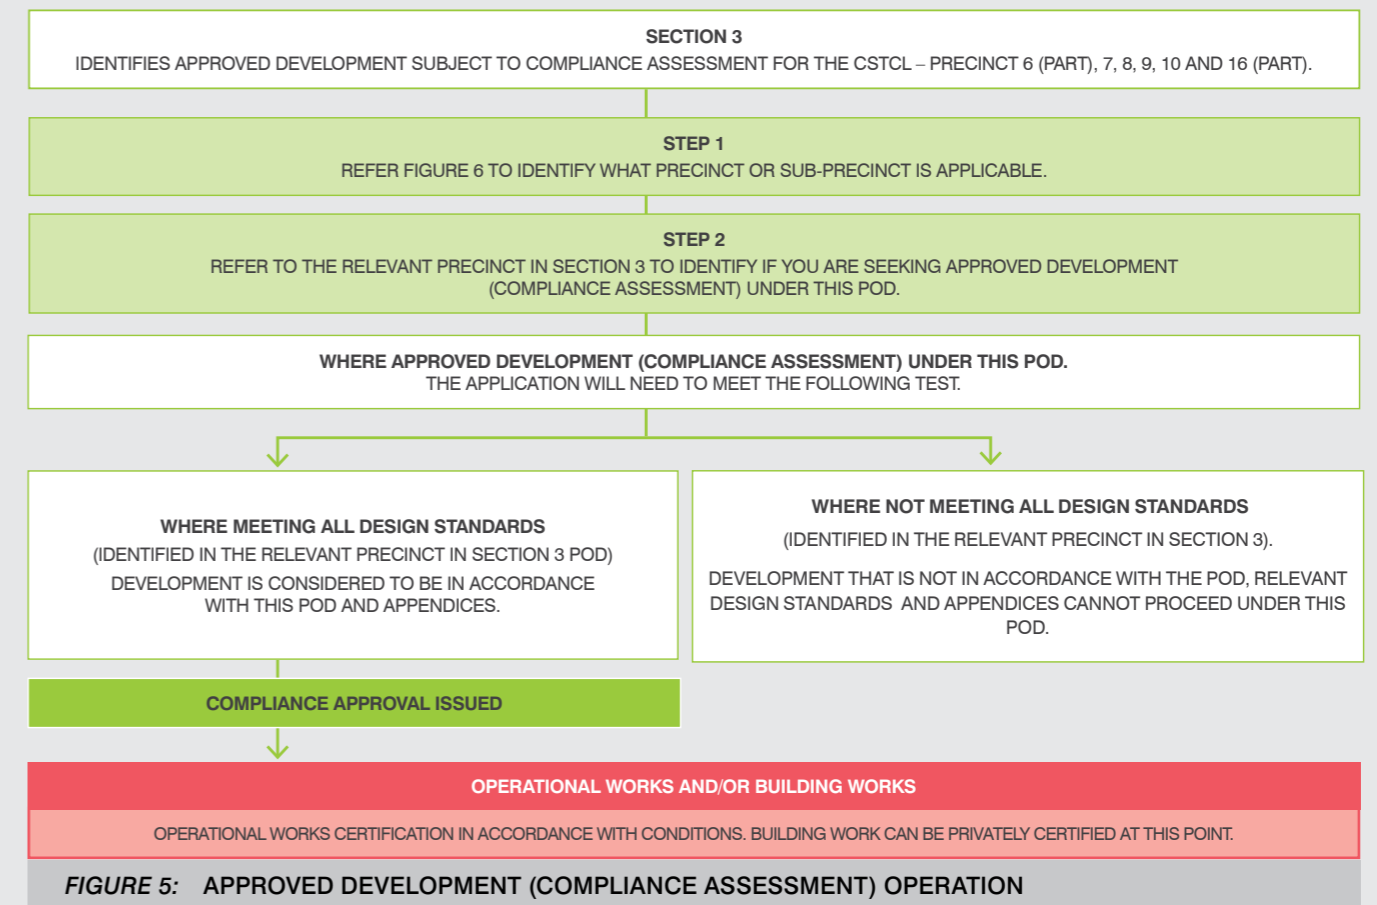 SECTION 3
IDENTIFIES APPROVED DEVELOPMENT SUBJECT TO COMPLIANCE ASSESSMENT FOR THE CSTCL – PRECINCT 6 (PART), 7, 8, 9, 10 AND 16 (PART).
STEP 1
REFER FIGURE 6 TO IDENTIFY WHAT PRECINCT OR SUB-PRECINCT IS APPLICABLE.
STEP 2
REFER TO THE RELEVANT PRECINCT IN SECTION 3 TO IDENTIFY IF YOU ARE SEEKING APPROVED DEVELOPMENT
(COMPLIANCE ASSESSMENT) UNDER THIS POD.
WHERE APPROVED DEVELOPMENT (COMPLIANCE ASSESSMENT) UNDER THIS POD.
THE APPLICATION WILL NEED TO MEET THE FOLLOWING TEST.
WHERE MEETING ALL DESIGN STANDARDS
(IDENTIFIED IN THE RELEVANT PRECINCT IN SECTION 3 POD)
DEVELOPMENT IS CONSIDERED TO BE IN ACCORDANCE
WITH THIS POD AND APPENDICES.
WHERE NOT MEETING ALL DESIGN STANDARDS
(IDENTIFIED IN THE RELEVANT PRECINCT IN SECTION 3).
DEVELOPMENT THAT IS NOT IN ACCORDANCE WITH THE POD, RELEVANT
DESIGN STANDARDS AND APPENDICES CANNOT PROCEED UNDER THIS
POD.
COMPLIANCE APPROVAL ISSUED
OPERATIONAL WORKS AND/OR BUILDING WORKS
OPERATIONAL WORKS CERTIFICATION IN ACCORDANCE WITH CONDITIONS. BUILDING WORK CAN BE PRIVATELY CERTIFIED AT THIS POINT.
FIGURE 5: APPROVED DEVELOPMENT (COMPLIANCE ASSESSMENT) OPERATION